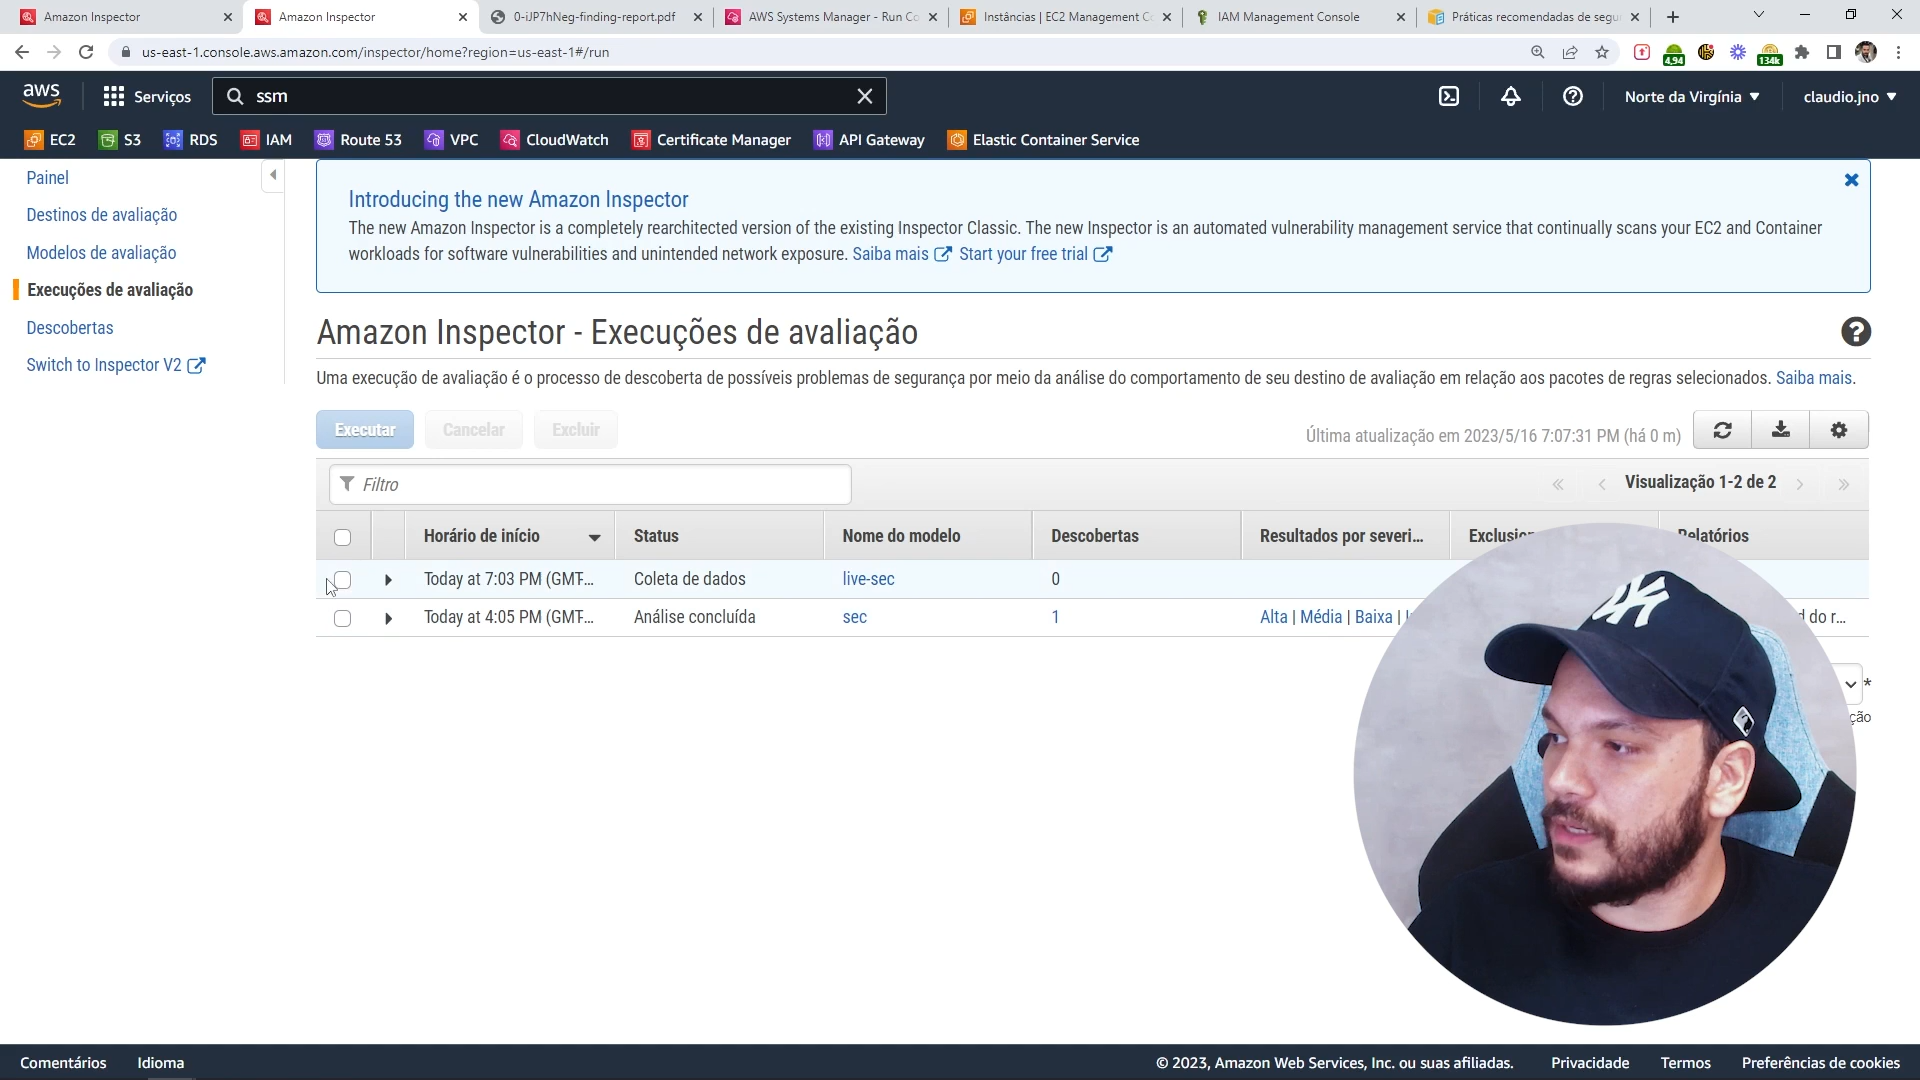 Amazon Inspector
Amazon Inspector
0-iJP7hNeg-finding-report.pdf
AWS Systems Manager - Run Co
Instâncias | EC2 Management Co
IAM Management Console
Práticas recomendadas de segu
us-east-1.console.aws.amazon.com/inspector/home?region=us-east-1#/run
4,94
134k
aws
Serviços
ssm
Norte da Virgínia
claudio.jno
EC2
S3
RDS
IAM
Route 53
VPC
CloudWatch
Certificate Manager
API Gateway
Elastic Container Service
Painel
Destinos de avaliação
Modelos de avaliação
Execuções de avaliação
Descobertas
Switch to Inspector V2
Introducing the new Amazon Inspector
The new Amazon Inspector is a completely rearchitected version of the existing Inspector Classic. The new Inspector is an automated vulnerability management service that continually scans your EC2 and Container
workloads for software vulnerabilities and unintended network exposure. Saiba mais Start your free trial
Amazon Inspector - Execuções de avaliação
Uma execução de avaliação é o processo de descoberta de possíveis problemas de segurança por meio da análise do comportamento de seu destino de avaliação em relação aos pacotes de regras selecionados. Saiba mais.
Executar
Cancelar
Excluir
Última atualização em 2023/5/16 7:07:31 PM (há 0 m)
Filtro
Visualização 1-2 de 2
Horário de início
Status
Nome do modelo
Descobertas
Resultados por severi...
Relatórios
Today at 7:03 PM (GMT-...
Coleta de dados
live-sec
0
Today at 4:05 PM (GMT-...
Análise concluída
sec
1
Alta | Média | Baixa |
d do r...
*
ção
NY
Comentários
Idioma
© 2023, Amazon Web Services, Inc. ou suas afiliadas.
Privacidade
Termos
Preferências de cookies